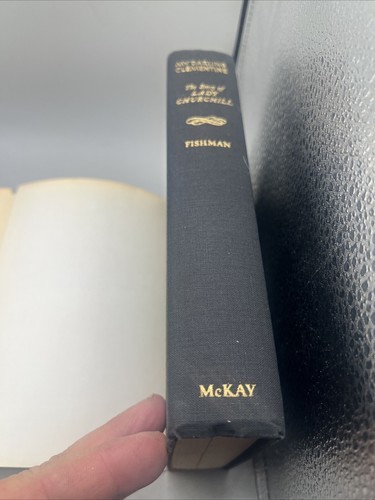 MY DARLING
CLEMENTINE
The Story of
LADY
CHURCHILL
FISHMAN
McKAY